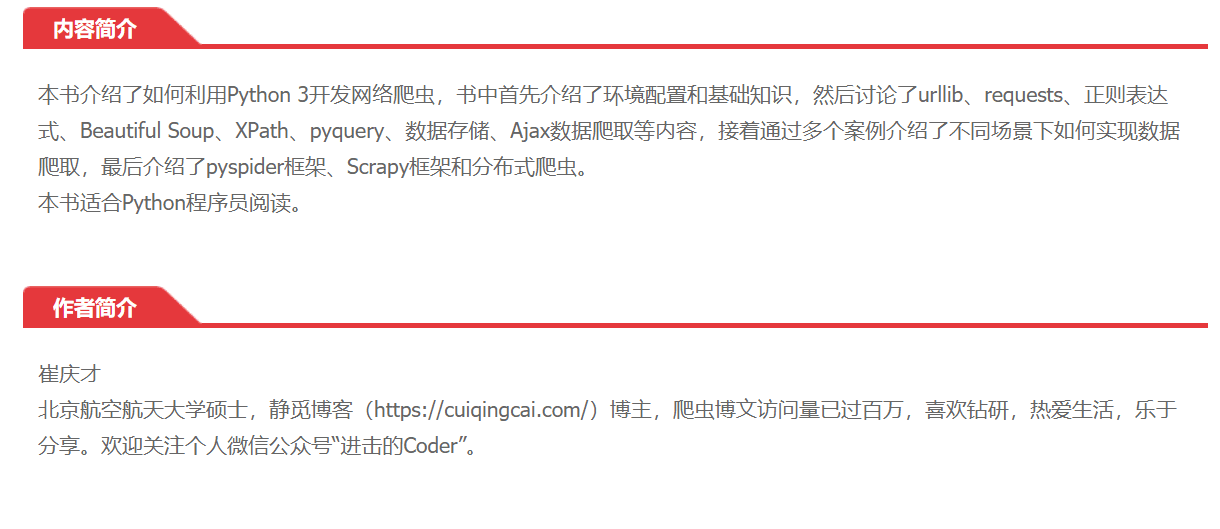 内容简介
本书介绍了如何利用Python 3开发网络爬虫，书中首先介绍了环境配置和基础知识，然后讨论了urllib、requests、正则表达
式、Beautiful Soup、XPath、pyquery、数据存储、Ajax数据爬取等内容，接着通过多个案例介绍了不同场景下如何实现数据
爬取，最后介绍了pyspider框架、Scrapy框架和分布式爬虫。
本书适合Python程序员阅读。
作者简介
崔庆才
北京航空航天大学硕士，静觅博客（https://cuiqingcai.com/）博主，爬虫博文访问量已过百万，喜欢钻研，热爱生活，乐于
分享。欢迎关注个人微信公众号“进击的Coder”。